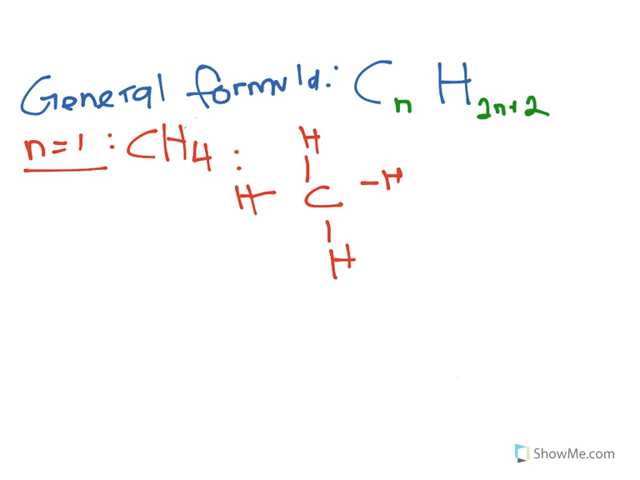 General formula: Cn H2n+2
n=1 : CH4 :
H
H- C -H
H
ShowMe.com